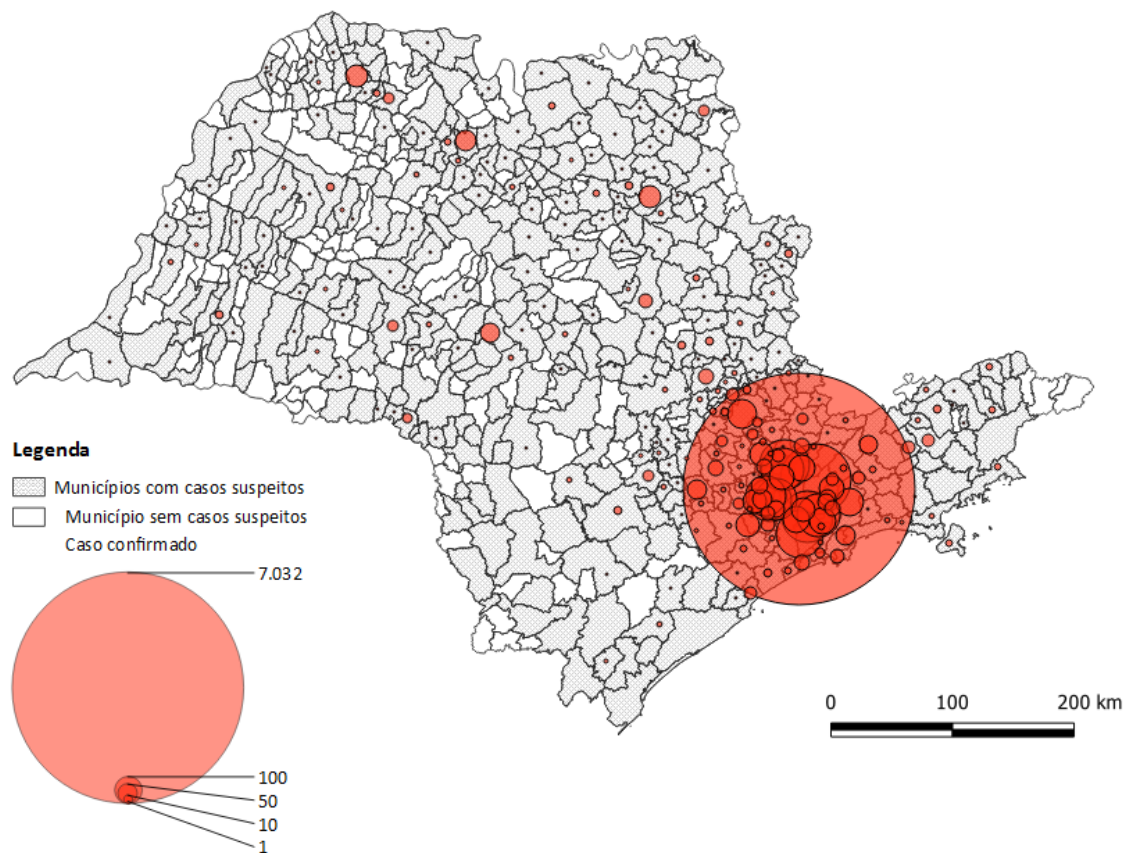 Legenda
Municípios com casos suspeitos
Município sem casos suspeitos
Caso confirmado
7.032
100
50
10
1
0 100 200 km